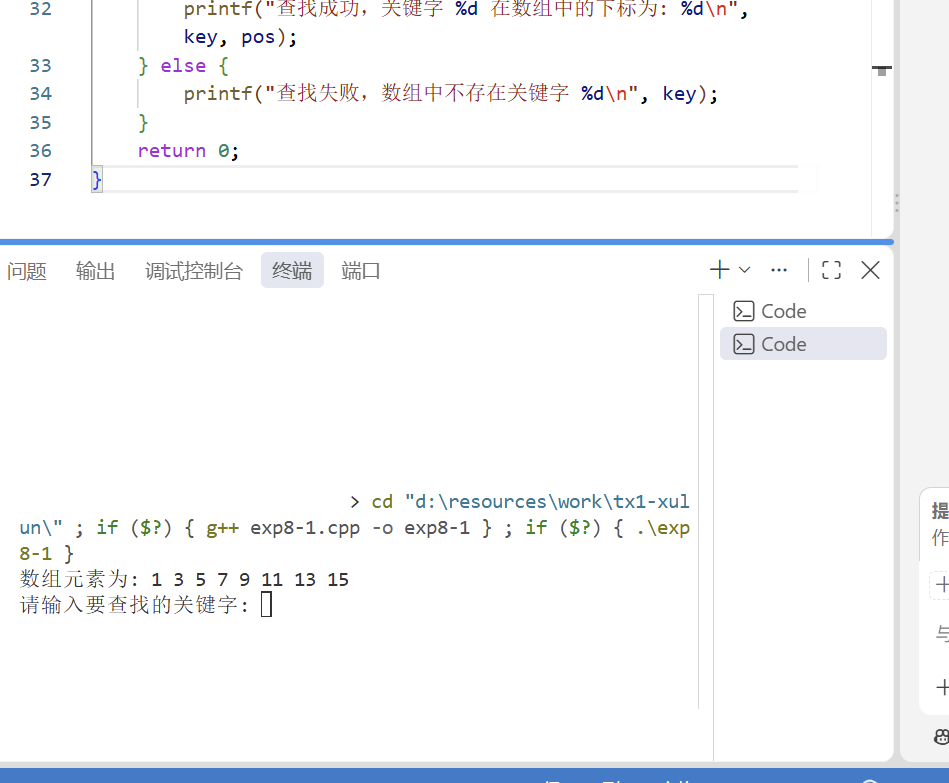 32 printf("查找成功，关键字 %d 在数组中的下标为: %d\n",
key, pos);
33 } else {
34 printf("查找失败，数组中不存在关键字 %d\n", key);
35 }
36 return 0;
37 }
问题 输出 调试控制台 终端 端口
Code
Code
> cd "d:\resources\work\tx1-xul
un\" ; if ($?) { g++ exp8-1.cpp -o exp8-1 } ; if ($?) { .\exp
8-1 }
数组元素为: 1 3 5 7 9 11 13 15
请输入要查找的关键字:
提
作
与